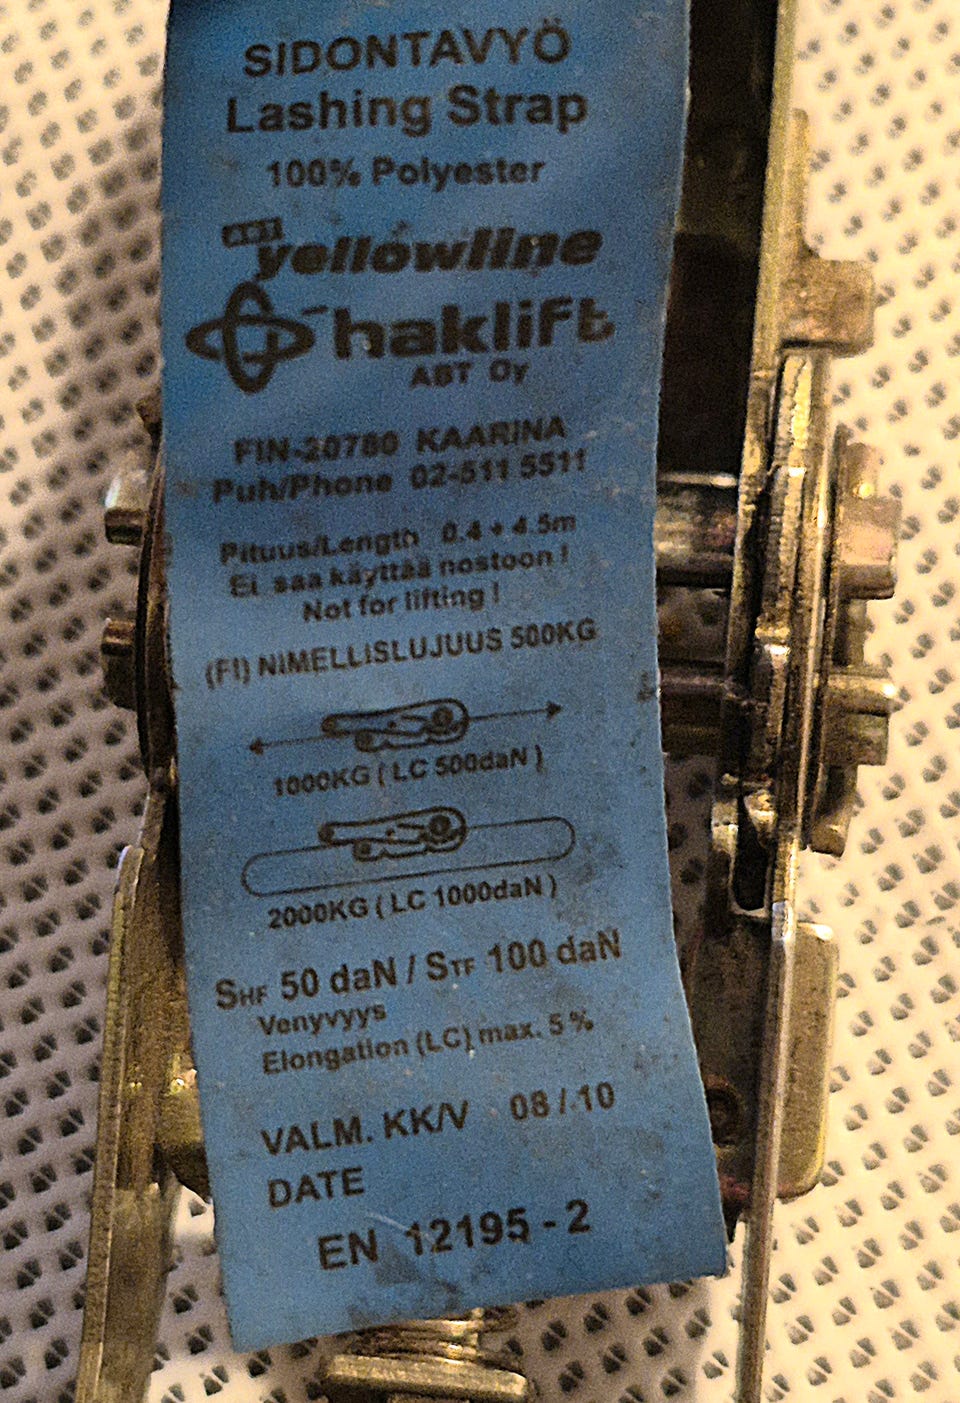 SIDONTAVYÖ
Lashing Strap
100% Polyester
yellowline
haklift
ABT Oy
FIN-20780 KAARINA
Puh/Phone 02-511 5511
Pituus/Length 0.4 + 4.5m
Ei saa käyttää nostoon !
Not for lifting !
(FI) NIMELLISLUJUUS 500KG
1000KG ( LC 500daN )
2000KG ( LC 1000daN )
SHF 50 daN / STF 100 daN
Venyvyys
Elongation (LC) max. 5 %
VALM. KK/V 08 / 10
DATE
EN 12195 - 2